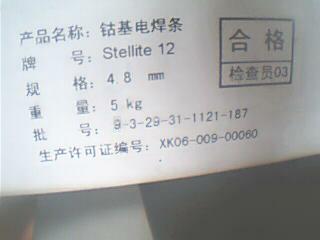 产品名称：钴基电焊条
牌 号：Stellite 12
规 格：4.8 mm
重 量：5 kg
批 号：9-3-29-31-1121-187
生产许可证编号：XK06-009-00060
合格
检查员03